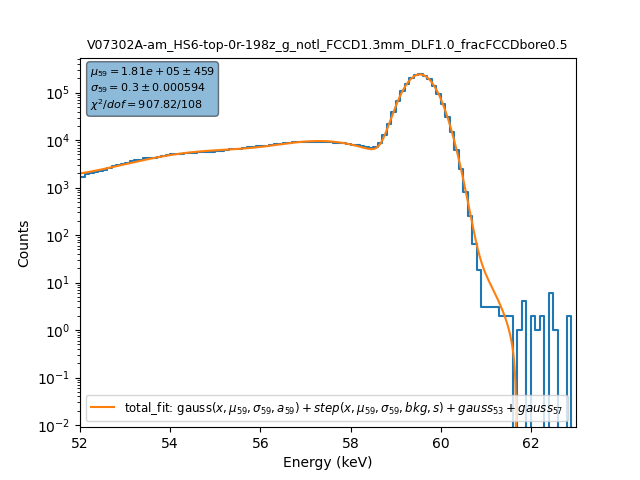 V07302A-am_HS6-top-0r-198z_g_notl_FCCD1.3mm_DLF1.0_fracFCCDbore0.5
μ₅₉ = 1.81e + 05 ± 459
σ₅₉ = 0.3 ± 0.000594
χ²/dof = 907.82/108
10⁵
10⁴
10³
10²
10¹
10⁰
10⁻¹
10⁻²
Counts
total_fit: gauss(x, μ₅₉, σ₅₉, a₅₉) + step(x, μ₅₉, σ₅₉, bkg, s) + gauss₅₃ + gauss₅₇
52 54 56 58 60 62
Energy (keV)